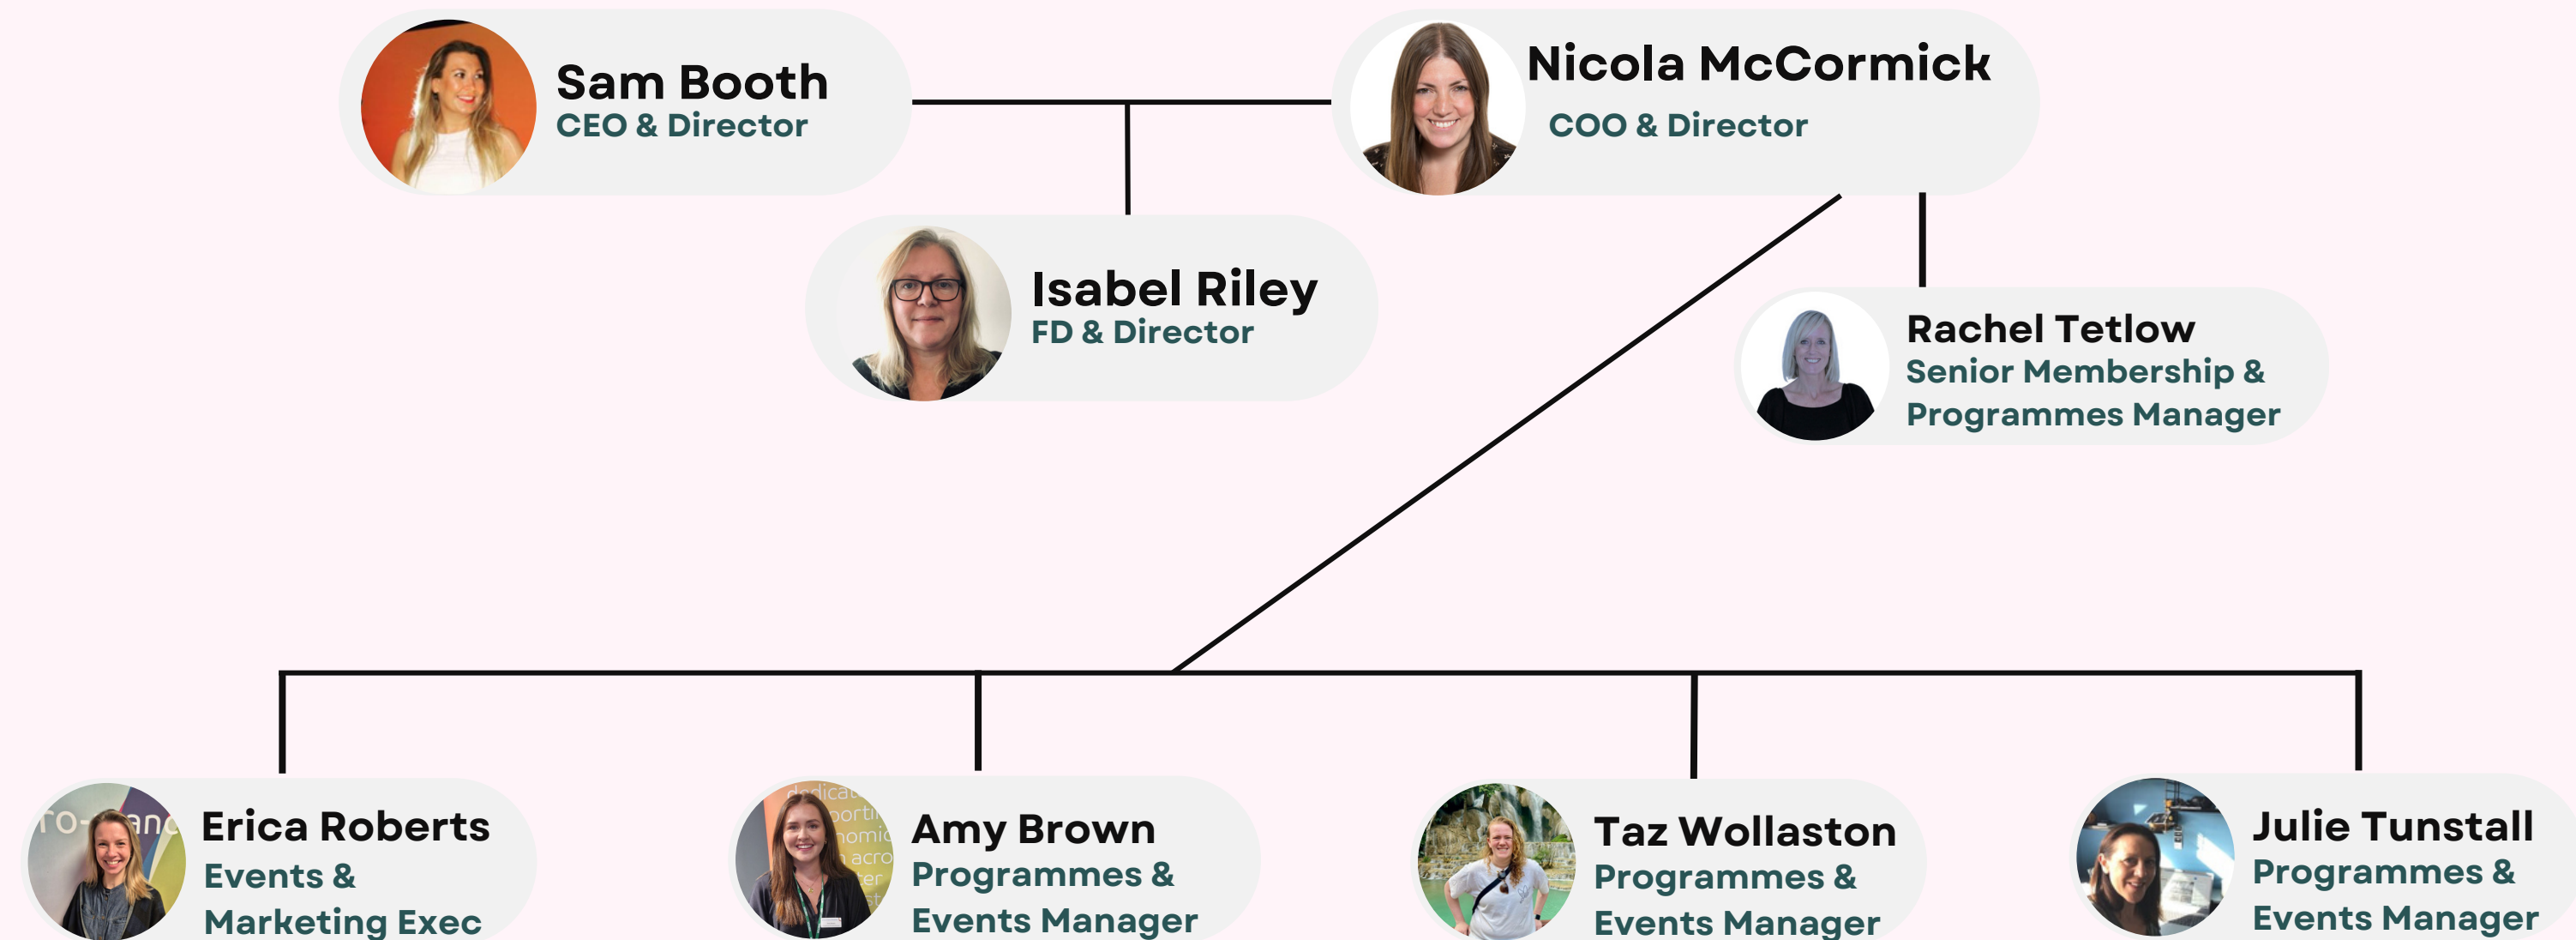 Sam Booth
CEO & Director
Nicola McCormick
COO & Director
Isabel Riley
FD & Director
Rachel Tetlow
Senior Membership &
Programmes Manager
Erica Roberts
Events &
Marketing Exec
Amy Brown
Programmes &
Events Manager
Taz Wollaston
Programmes &
Events Manager
Julie Tunstall
Programmes &
Events Manager